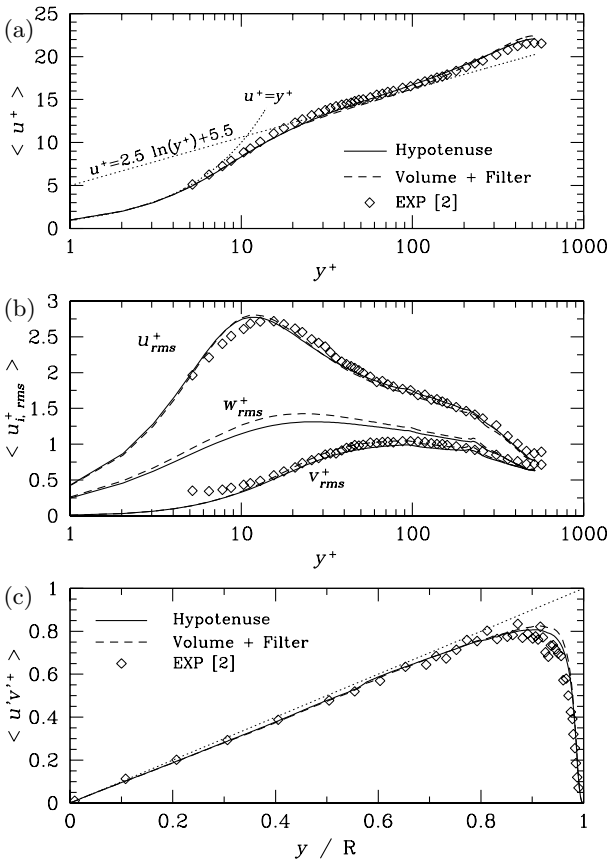 (a)
< u⁺ >
25
20
15
10
5
0
u⁺=2.5 ln(y⁺)+5.5
u⁺=y⁺
Hypotenuse
Volume + Filter
EXP [2]
1
10
100
1000
y⁺
(b)
< u⁺i, rms >
3
2.5
2
1.5
1
0.5
0
u⁺rms
w⁺rms
v⁺rms
1
10
100
1000
y⁺
(c)
< u'v'⁺ >
1
0.8
0.6
0.4
0.2
0
Hypotenuse
Volume + Filter
EXP [2]
0
0.2
0.4
0.6
0.8
1
y / R